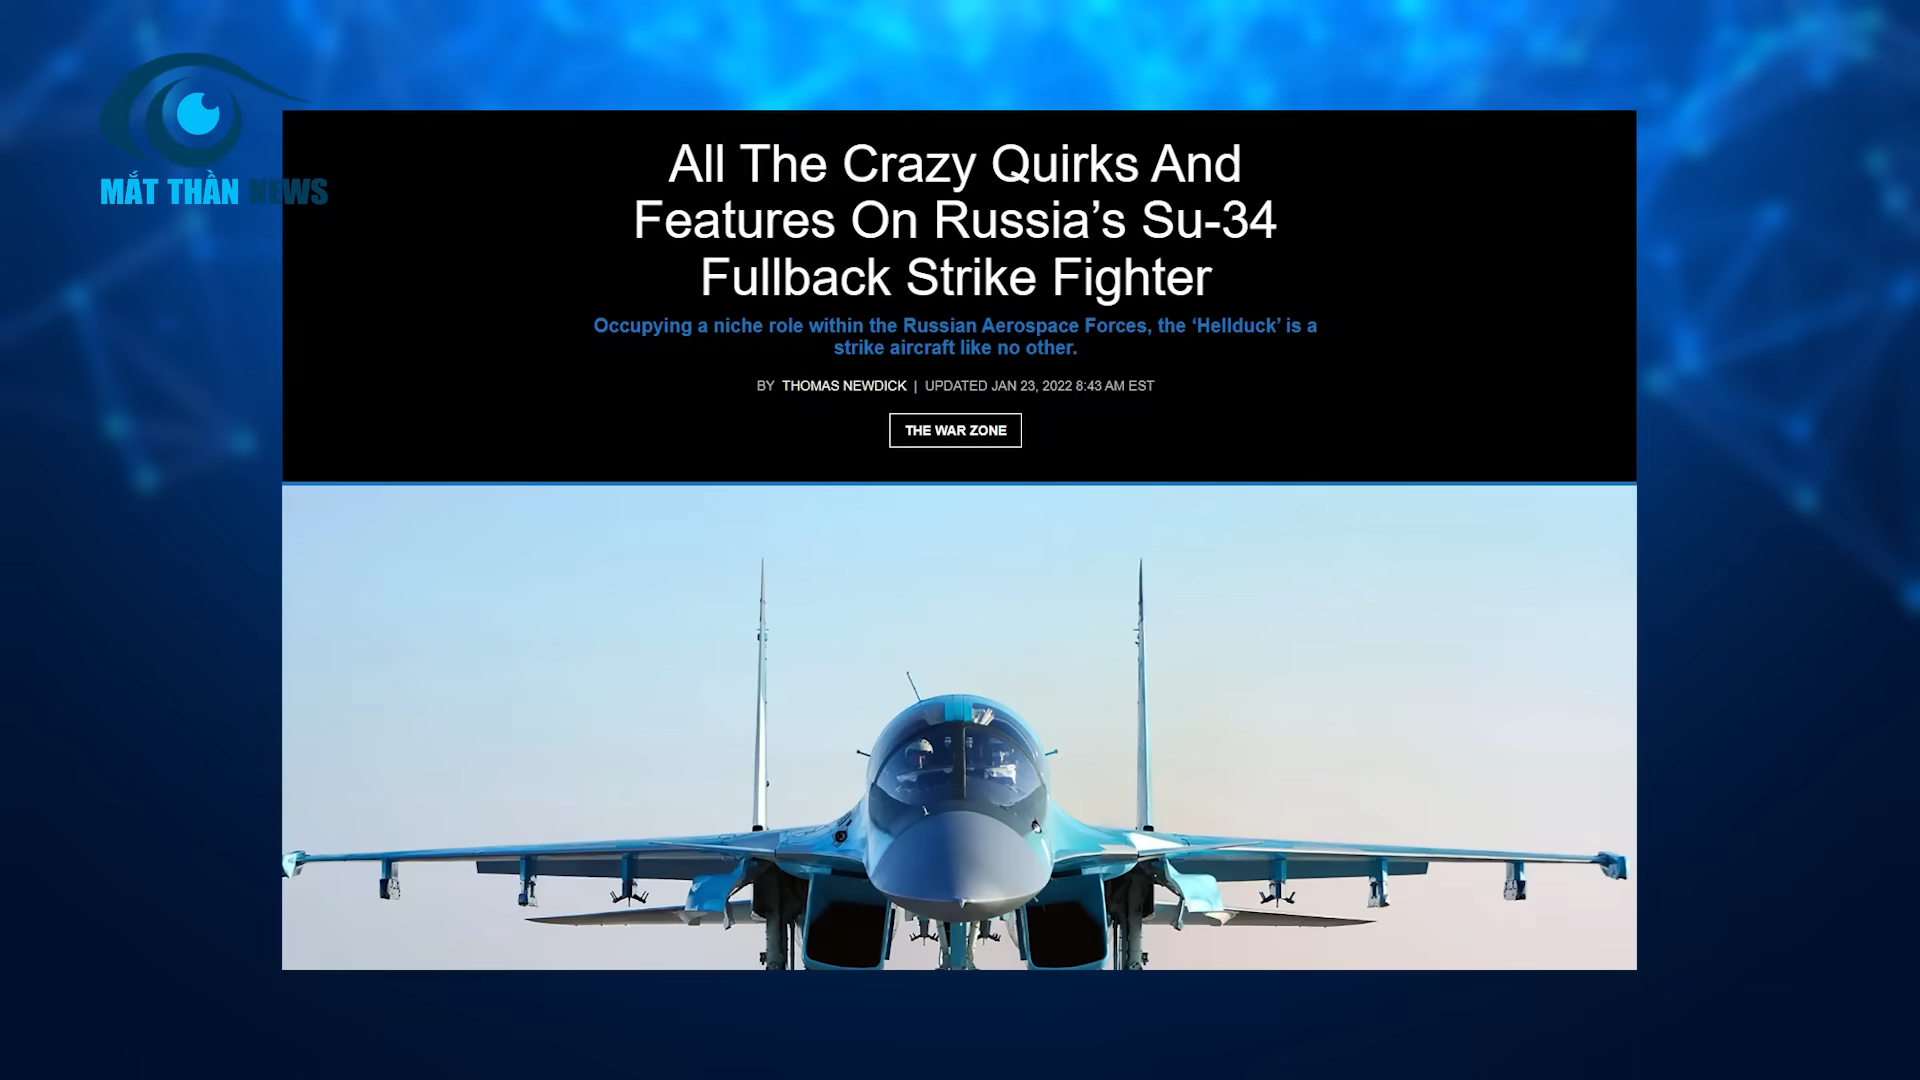 MẮT THẦN NEWS
All The Crazy Quirks And
Features On Russia’s Su-34
Fullback Strike Fighter
Occupying a niche role within the Russian Aerospace Forces, the ‘Hellduck’ is a
strike aircraft like no other.
BY THOMAS NEWDICK | UPDATED JAN 23, 2022 8:43 AM EST
THE WAR ZONE